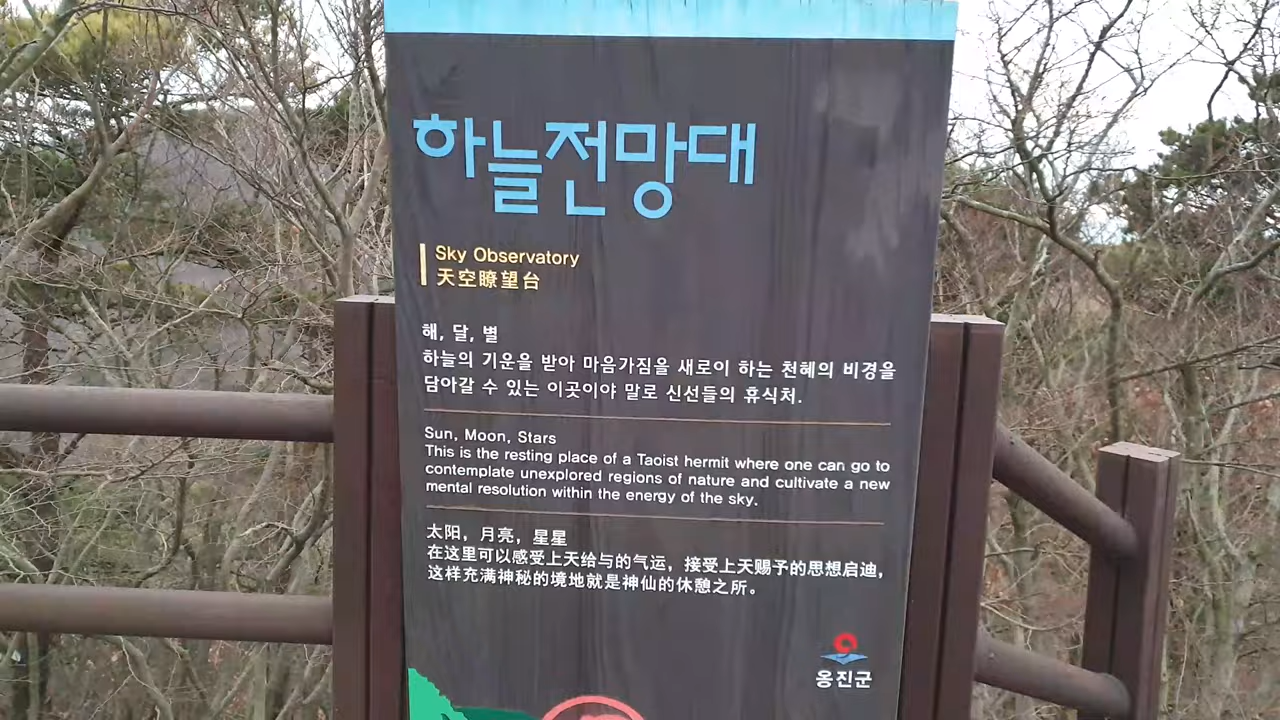 하늘전망대
Sky Observatory
天空瞭望台
해, 달, 별
하늘의 기운을 받아 마음가짐을 새로이 하는 천혜의 비경을
담아갈 수 있는 이곳이야 말로 신선들의 휴식처.
Sun, Moon, Stars
This is the resting place of a Taoist hermit where one can go to
contemplate unexplored regions of nature and cultivate a new
mental resolution within the energy of the sky.
太阳，月亮，星星
在这里可以感受上天给与的气运，接受上天赐予的思想启迪，
这样充满神秘的境地就是神仙的休憩之所。
옹진군